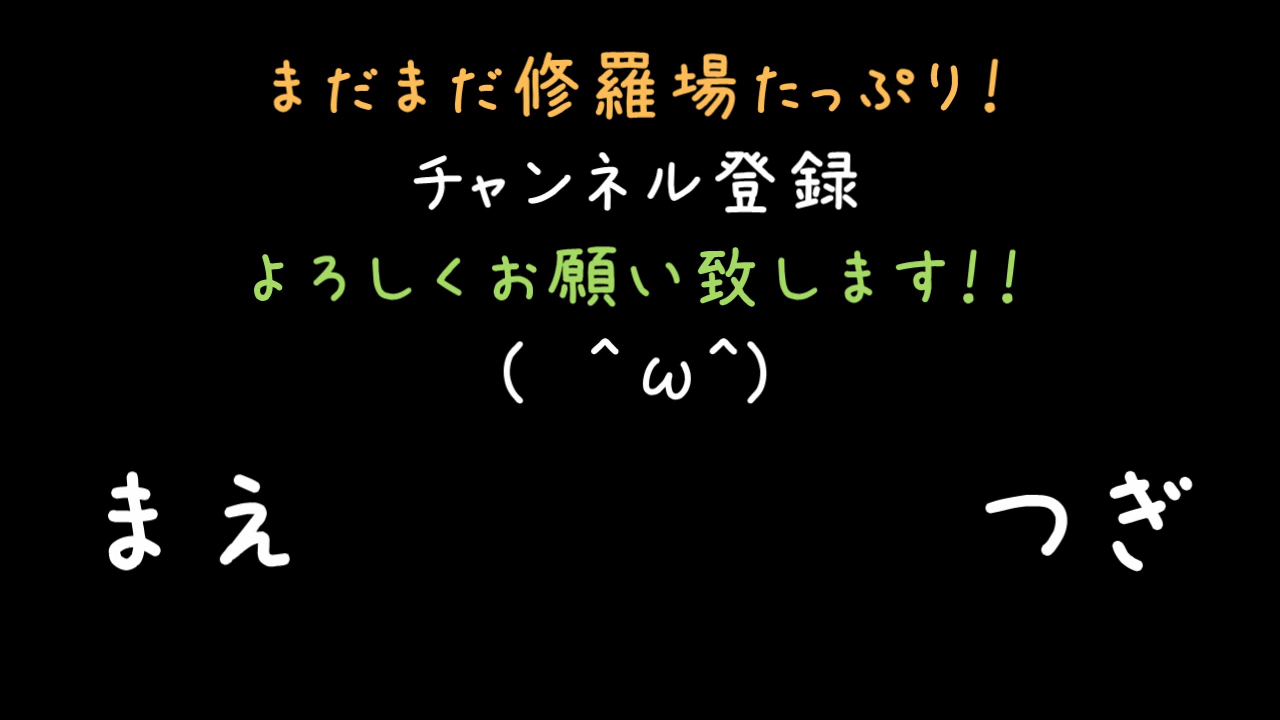 まだまだ修羅場たっぷり!
チャンネル登録
よろしくお願い致します!!
( ^ω^)
まえ つぎ